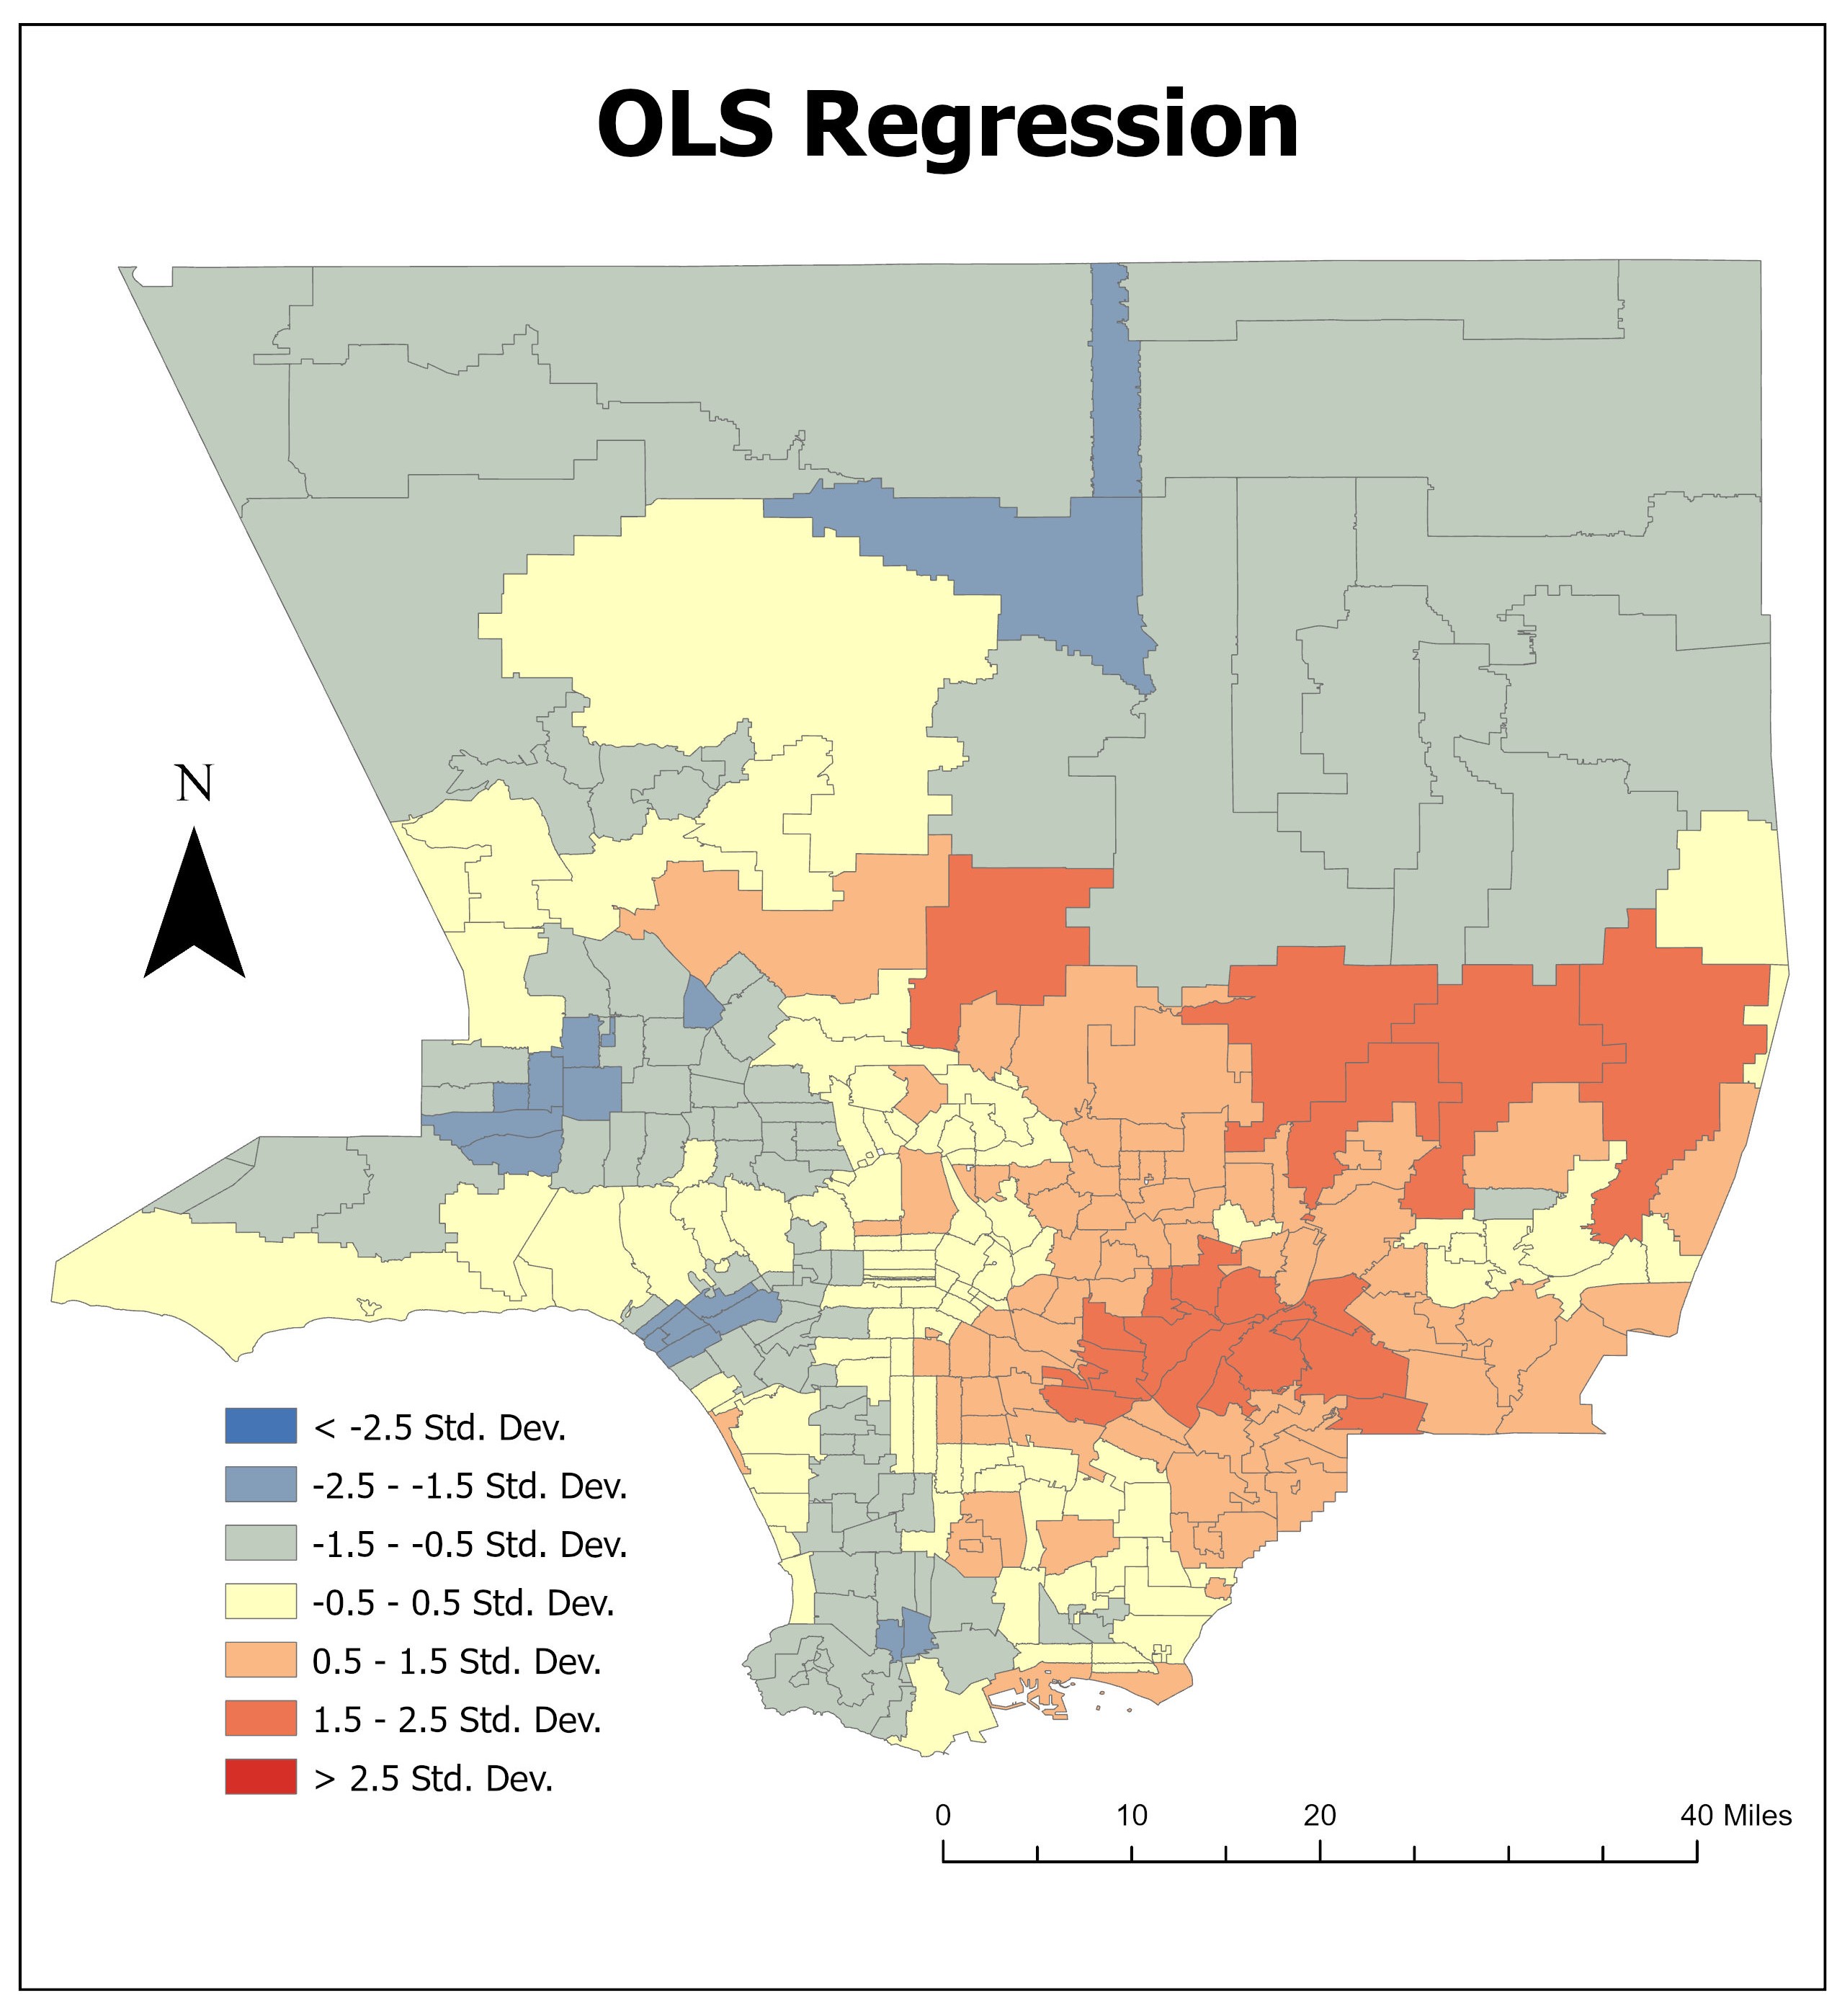 OLS Regression
N
< -2.5 Std. Dev.
-2.5 - -1.5 Std. Dev.
-1.5 - -0.5 Std. Dev.
-0.5 - 0.5 Std. Dev.
0.5 - 1.5 Std. Dev.
1.5 - 2.5 Std. Dev.
> 2.5 Std. Dev.
0 10 20 40 Miles